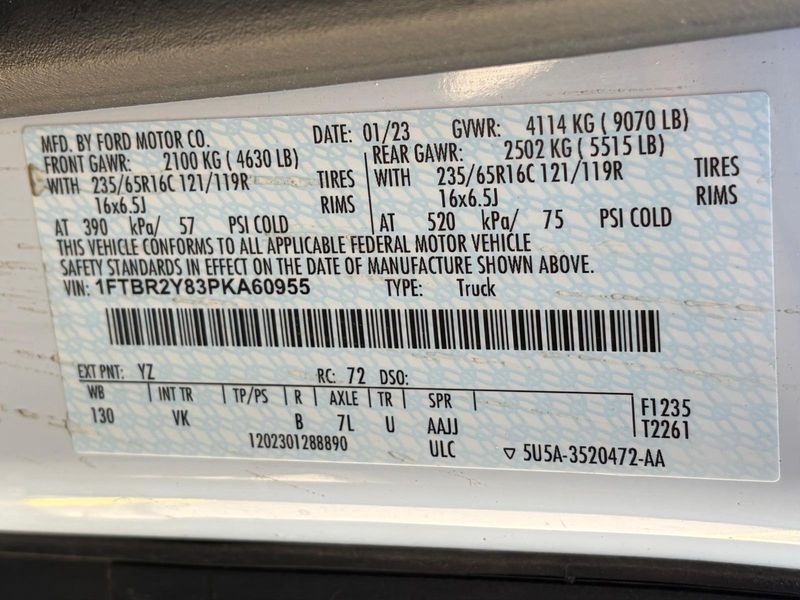 MFD. BY FORD MOTOR CO. DATE: 01/23 GVWR: 4114 KG ( 9070 LB)
FRONT GAWR: 2100 KG ( 4630 LB) REAR GAWR: 2502 KG ( 5515 LB)
WITH 235/65R16C 121/119R TIRES WITH 235/65R16C 121/119R TIRES
16x6.5J RIMS 16x6.5J RIMS
AT 390 kPa/ 57 PSI COLD AT 520 kPa/ 75 PSI COLD
THIS VEHICLE CONFORMS TO ALL APPLICABLE FEDERAL MOTOR VEHICLE
SAFETY STANDARDS IN EFFECT ON THE DATE OF MANUFACTURE SHOWN ABOVE.
VIN: 1FTBR2Y83PKA60955 TYPE: Truck
EXT PNT: YZ RC: 72 DSO:
WB INT TR TP/PS R AXLE TR SPR F1235
130 VK B 7L U AAJJ T2261
1202301288890 ULC ▽ 5U5A-3520472-AA